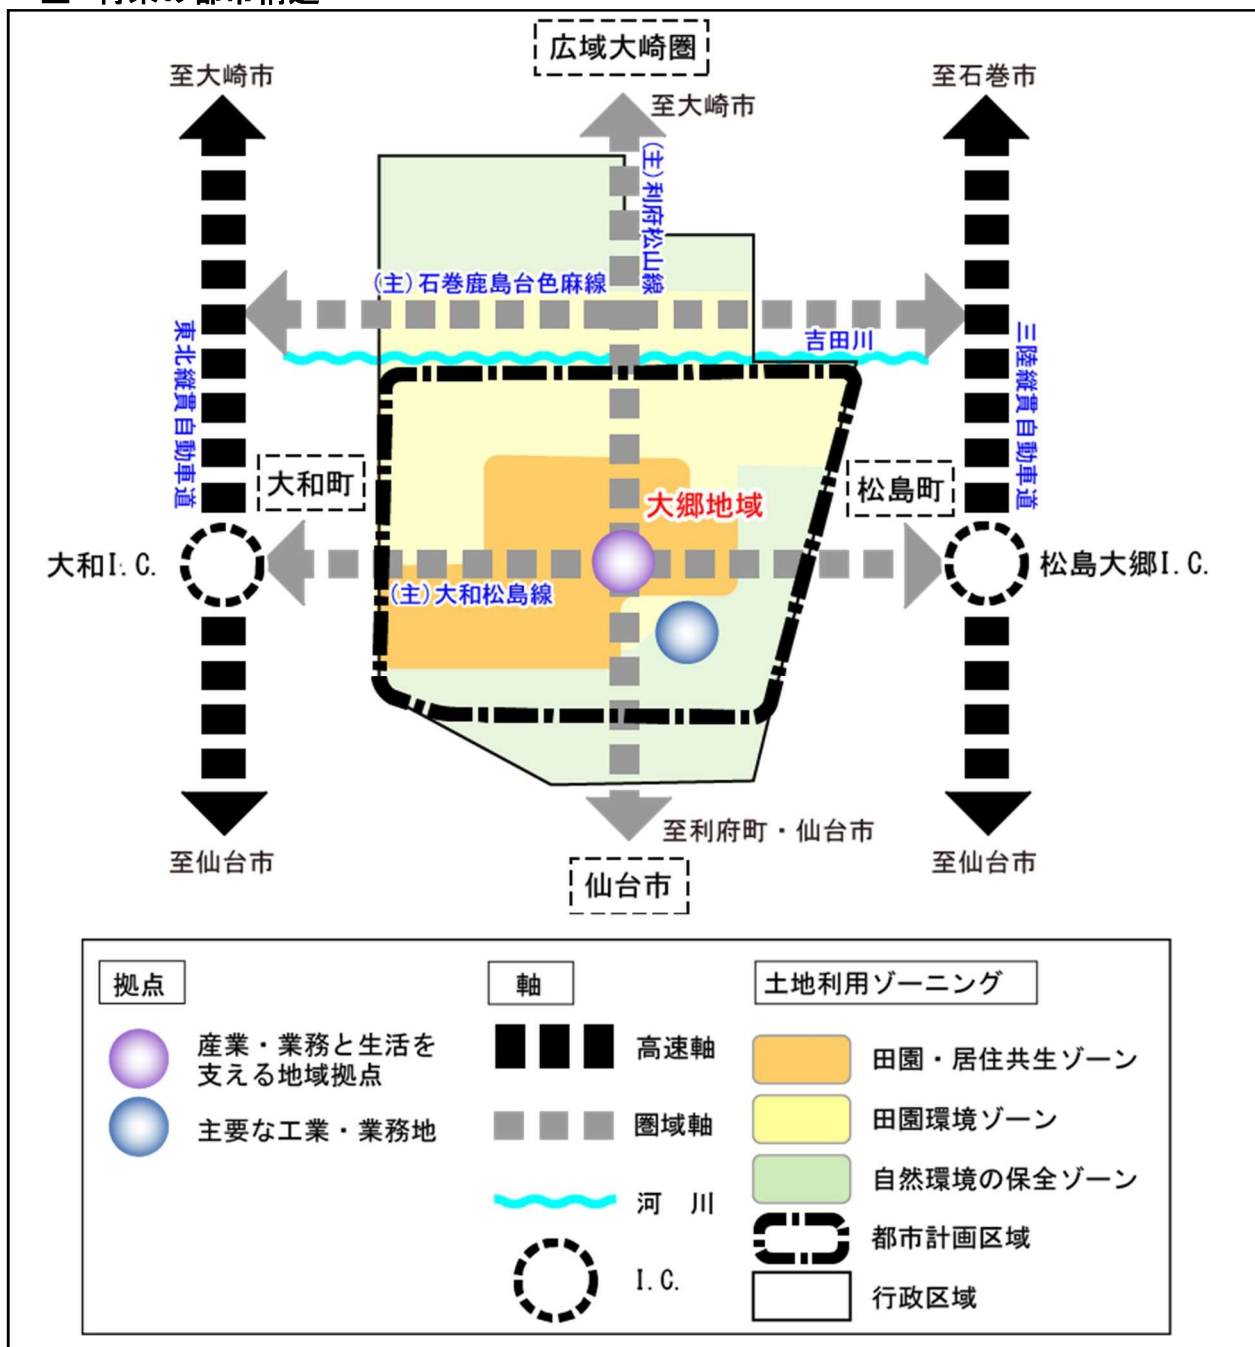 広域大崎圏
至大崎市
至大崎市
至石巻市
(主)利府松山線
(主)石巻鹿島台色麻線
吉田川
東北縦貫自動車道
三陸縦貫自動車道
大和町
松島町
大郷地域
大和I.C.
松島大郷I.C.
(主)大和松島線
至利府町・仙台市
至仙台市
至仙台市
仙台市
拠点
産業・業務と生活を
支える地域拠点
主要な工業・業務地
軸
高速軸
圏域軸
河 川
I.C.
土地利用ゾーニング
田園・居住共生ゾーン
田園環境ゾーン
自然環境の保全ゾーン
都市計画区域
行政区域